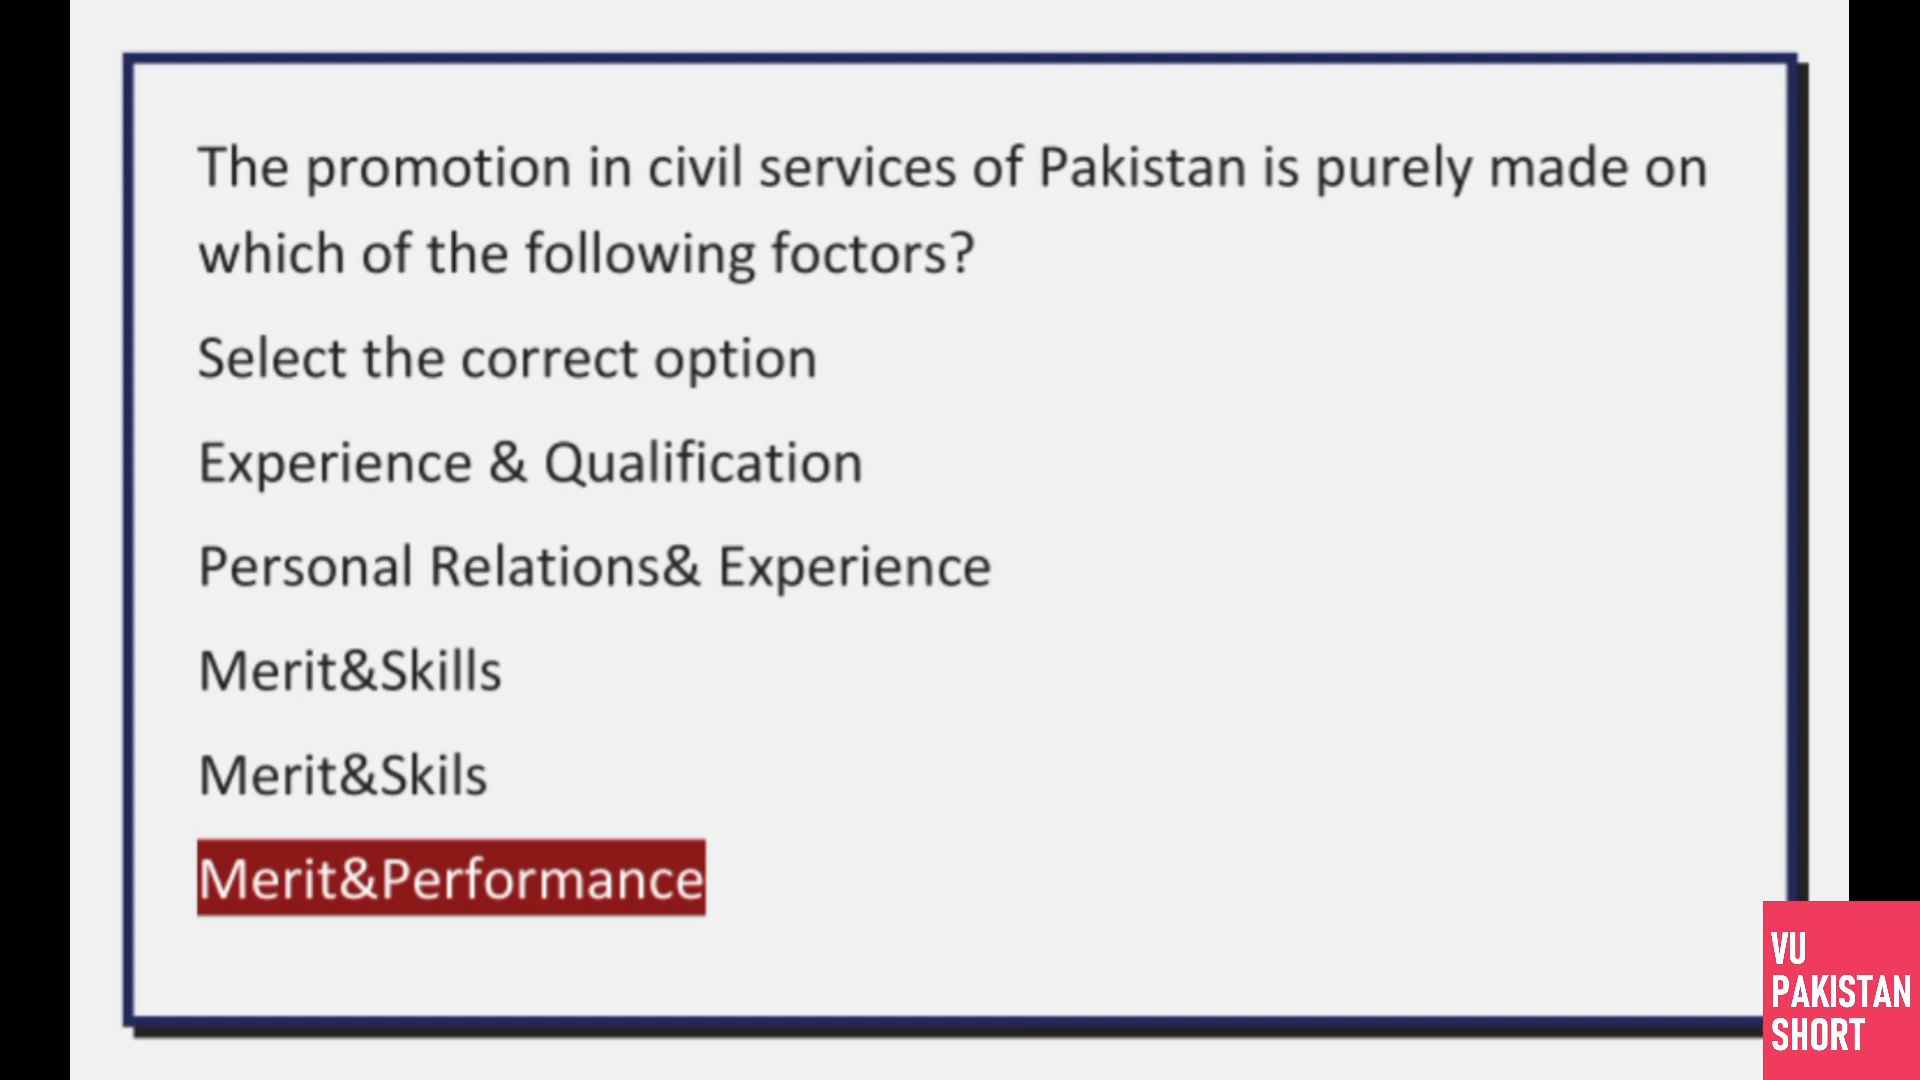 The promotion in civil services of Pakistan is purely made on
which of the following foctors?
Select the correct option
Experience & Qualification
Personal Relations& Experience
Merit&Skills
Merit&Skils
Merit&Performance
VU
PAKISTAN
SHORT